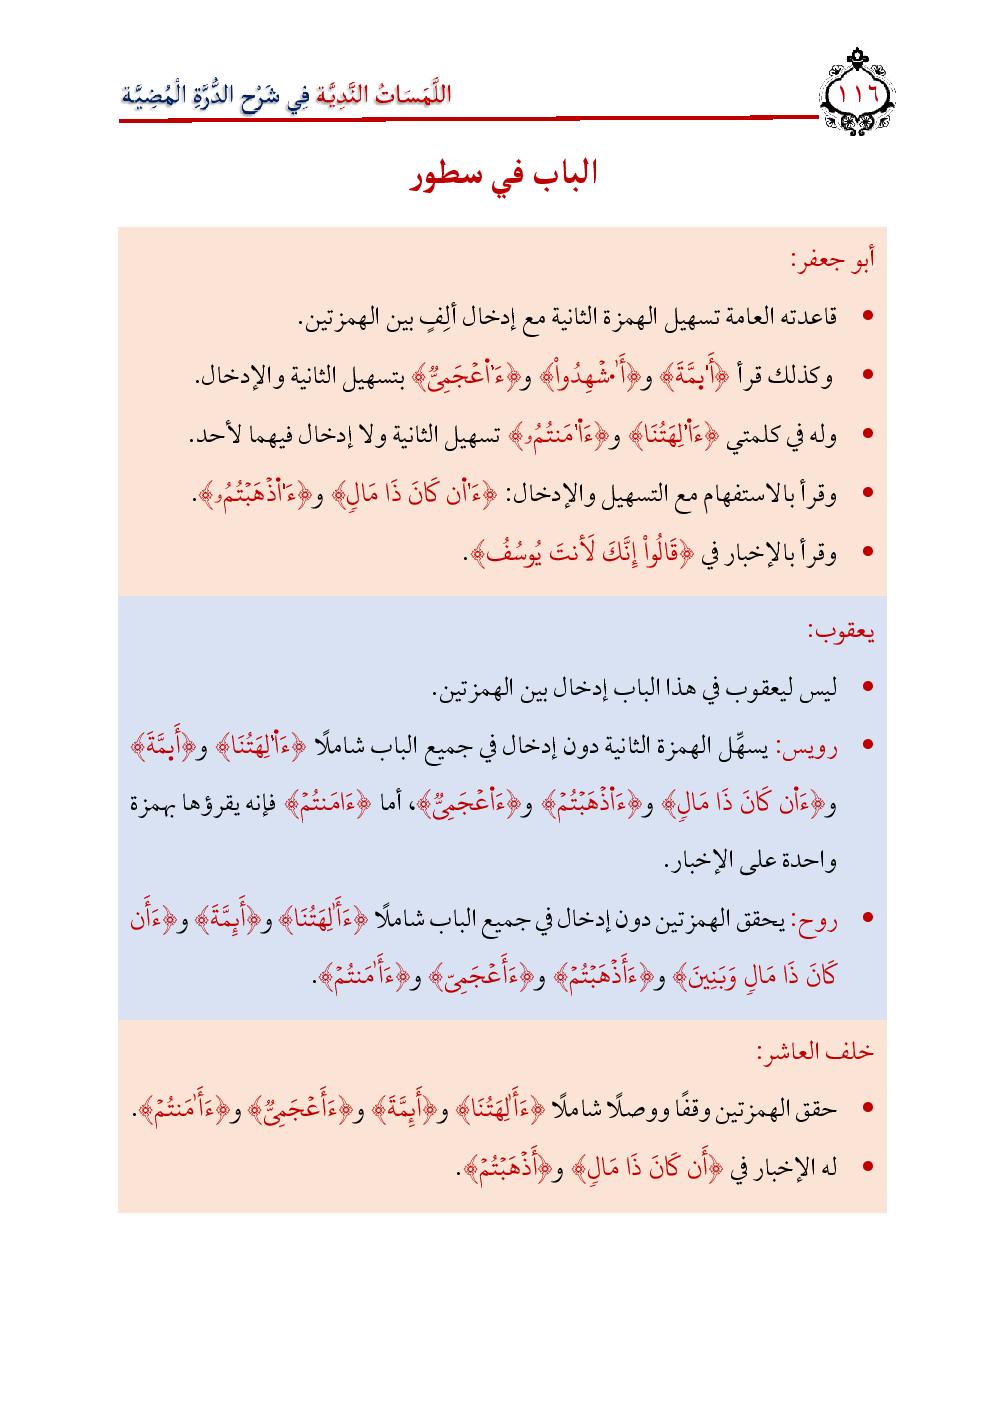 ١١٦
اللَّمَسَاتُ النَّدِيَّة فِي شَرْحِ الدُّرَّةِ الْمُضِيَّة
الباب في سطور
أبو جعفر:
• قاعدته العامة تسهيل الهمزة الثانية مع إدخال ألِفٍ بين الهمزتين.
• وكذلك قرأ ﴿أَٰ۬ئِمَّةَ﴾ و﴿أَٰ۬شْهِدُواْ﴾ و﴿ءَا۬عْجَمِيٌّ﴾ بتسهيل الثانية والإدخال.
• وله في كلمتي ﴿ءَا۬لِهَتُنَا﴾ و﴿ءَا۬مَنتُمُۥ﴾ تسهيل الثانية ولا إدخال فيهما لأحد.
• وقرأ بالاستفهام مع التسهيل والإدخال: ﴿ءَا۬ن كَانَ ذَا مَالٖ﴾ و﴿ءَا۬ذْهَبْتُمُۥ﴾.
• وقرأ بالإخبار في ﴿قَالُواْ إِنَّكَ لَأَنتَ يُوسُفُ﴾.
يعقوب:
• ليس ليعقوب في هذا الباب إدخال بين الهمزتين.
• رويس: يسهِّل الهمزة الثانية دون إدخال في جميع الباب شاملًا ﴿ءَا۬لِهَتُنَا﴾ و﴿أَى۪مَّةَ﴾
و﴿ءَا۬ن كَانَ ذَا مَالٖ﴾ و﴿ءَا۬ذْهَبْتُمْ﴾ و﴿ءَا۬عْجَمِيٌّ﴾، أما ﴿ءَامَنتُمْ﴾ فإنه يقرؤها بهمزة
واحدة على الإخبار.
• روح: يحقق الهمزتين دون إدخال في جميع الباب شاملًا ﴿ءَأَٰلِهَتُنَا﴾ و﴿أَئِمَّةَ﴾ و﴿ءَأَن
كَانَ ذَا مَالٖ وَبَنِينَ﴾ و﴿ءَأَذْهَبْتُمْ﴾ و﴿ءَأَعْجَمِيّ﴾ و﴿ءَأَٰمَنتُمْ﴾.
خلف العاشر:
• حقق الهمزتين وقفًا ووصلًا شاملًا ﴿ءَأَٰلِهَتُنَا﴾ و﴿أَئِمَّةَ﴾ و﴿ءَأَعْجَمِيٌّ﴾ و﴿ءَأَٰمَنتُمْ﴾.
• له الإخبار في ﴿أَن كَانَ ذَا مَالٖ﴾ و﴿أَذْهَبْتُمْ﴾.